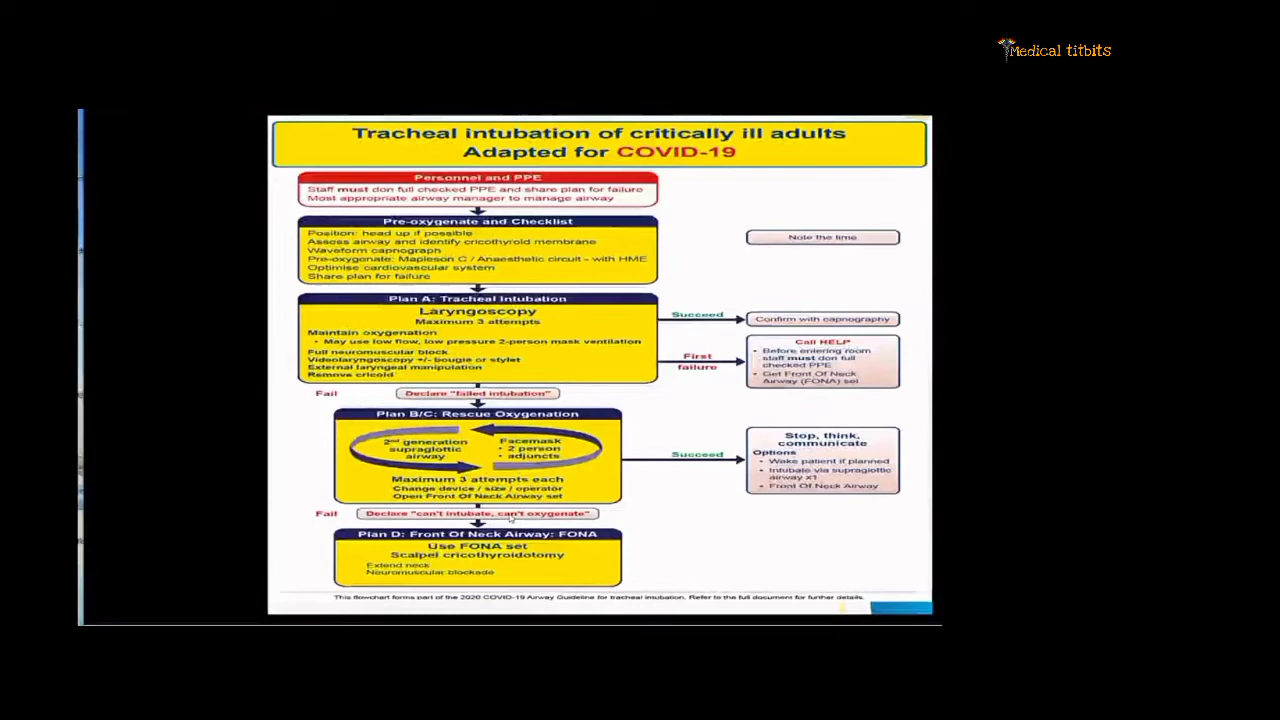 Medical titbits
Tracheal intubation of critically ill adults
Adapted for COVID-19
Personnel and PPE
Staff must don full checked PPE and share plan for failure
Most appropriate airway manager to manage airway
Pre-oxygenate and Checklist
Position: head up if possible
Assess airway and identify cricothyroid membrane
Waveform capnograph
Pre-oxygenate: Mapleson C / Anaesthetic circuit - with HME
Optimise cardiovascular system
Share plan for failure
Note the time
Plan A: Tracheal Intubation
Laryngoscopy
Maximum 3 attempts
Maintain oxygenation
• May use low flow, low pressure 2-person mask ventilation
Full neuromuscular block
Videolaryngoscopy +/- bougie or stylet
External laryngeal manipulation
Remove cricoid
Succeed
Confirm with capnography
First
failure
Call HELP
• Before entering room
staff must don full
checked PPE
• Get Front Of Neck
Airway (FONA) set
Fail
Declare "failed intubation"
Plan B/C: Rescue Oxygenation
2nd generation
supraglottic
airway
Facemask
• 2 person
• adjuncts
Maximum 3 attempts each
Change device / size / operator
Open Front Of Neck Airway set
Succeed
Stop, think,
communicate
Options
• Wake patient if planned
• Intubate via supraglottic
airway x1
• Front Of Neck Airway
Fail
Declare "can't intubate, can't oxygenate"
Plan D: Front Of Neck Airway: FONA
Use FONA set
Scalpel cricothyroidotomy
Extend neck
Neuromuscular blockade
This flowchart forms part of the 2020 COVID-19 Airway Guideline for tracheal intubation. Refer to the full document for further details.